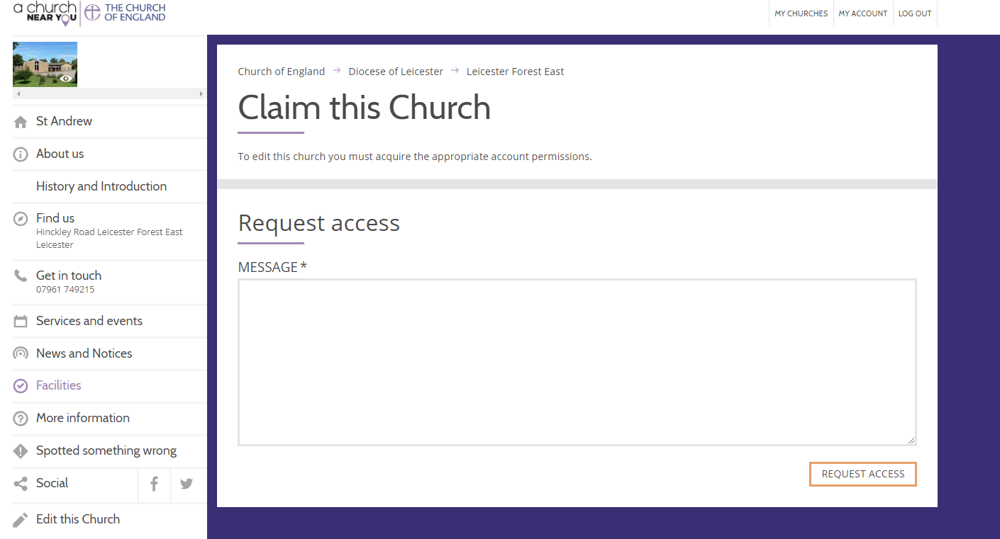 a church
NEAR YOU
THE CHURCH
OF ENGLAND
MY CHURCHES
MY ACCOUNT
LOG OUT
St Andrew
About us
History and Introduction
Find us
Hinckley Road Leicester Forest East
Leicester
Get in touch
07961 749215
Services and events
News and Notices
Facilities
More information
Spotted something wrong
Social
Edit this Church
Church of England → Diocese of Leicester → Leicester Forest East
Claim this Church
To edit this church you must acquire the appropriate account permissions.
Request access
MESSAGE *
REQUEST ACCESS